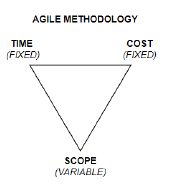 AGILE METHODOLOGY
TIME COST
(FIXED) (FIXED)
SCOPE
(VARIABLE)